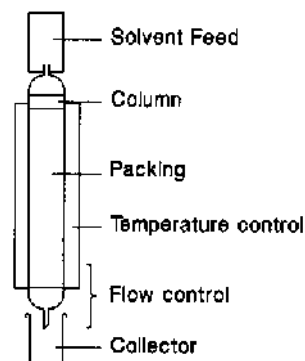 Solvent Feed
Column
Packing
Temperature control
Flow control
Collector